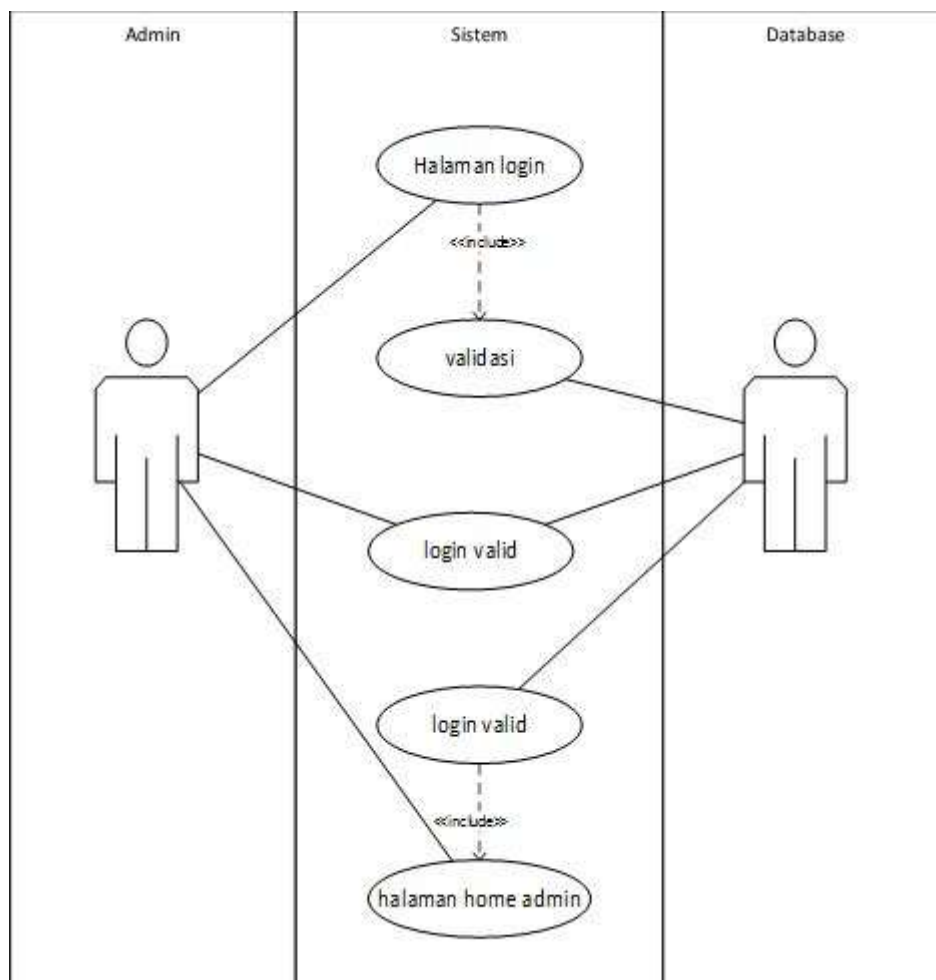 Admin
Sistem
Database
Halaman login
<<include>>
validasi
login valid
login valid
<<include>>
halaman home admin